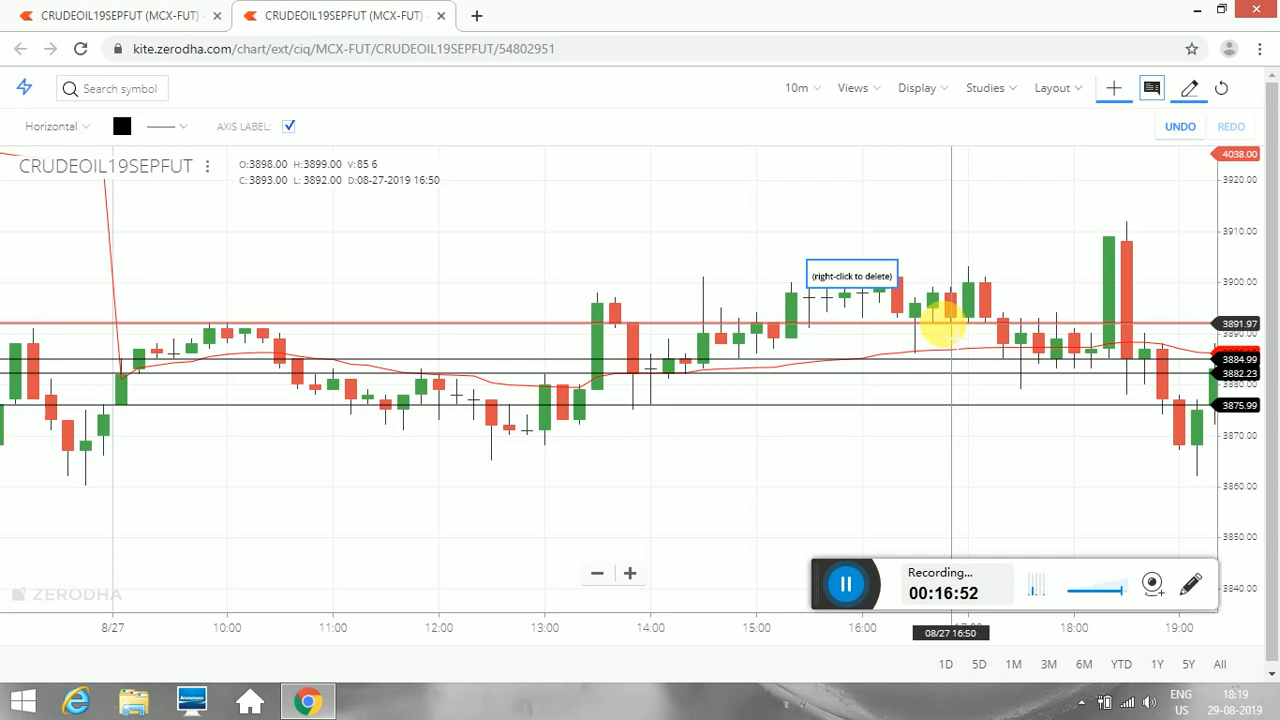 CRUDEOIL19SEPFUT (MCX-FUT) CRUDEOIL19SEPFUT (MCX-FUT)
kite.zerodha.com/chart/ext/ciq/MCX-FUT/CRUDEOIL19SEPFUT/54802951
Search symbol 10m Views Display Studies Layout
Horizontal AXIS LABEL: UNDO REDO
CRUDEOIL19SEPFUT
O:3898.00 H:3899.00 V:85 6
C:3893.00 L: 3892.00 D:08-27-2019 16:50
4038.00
3920.00
3910.00
3900.00
(right-click to delete)
3891.97
3890.00
3884.99
3882.23
3880.00
3875.99
3870.00
3860.00
3850.00
3840.00
Recording...
00:16:52
ZERODHA
8/27 10:00 11:00 12:00 13:00 14:00 15:00 16:00 17:00 18:00 19:00
08/27 16:50
1D 5D 1M 3M 6M YTD 1Y 5Y All
ENG 18:19
US 29-08-2019